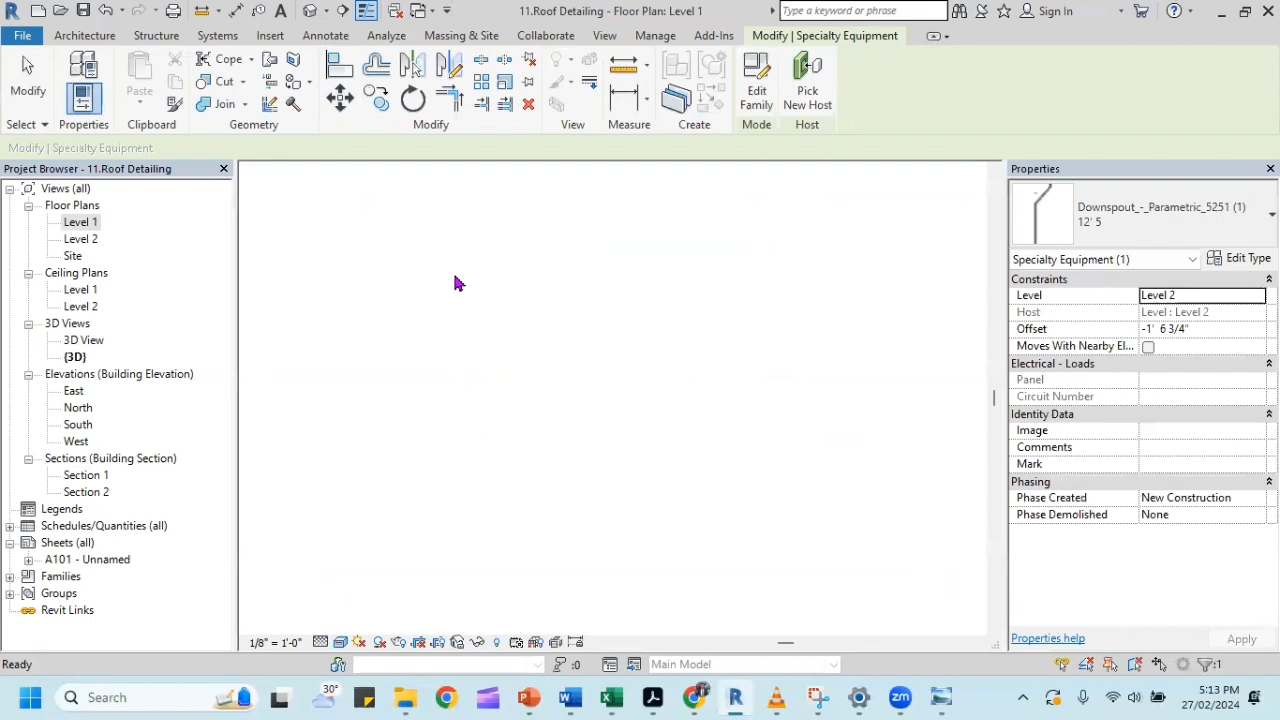 11.Roof Detailing - Floor Plan: Level 1
Type a keyword or phrase
Sign In
File
Architecture
Structure
Systems
Insert
Annotate
Analyze
Massing & Site
Collaborate
View
Manage
Add-Ins
Modify | Specialty Equipment
Modify
Paste
Cope
Cut
Join
Edit
Family
Pick
New Host
Select
Properties
Clipboard
Geometry
Modify
View
Measure
Create
Mode
Host
Modify | Specialty Equipment
Project Browser - 11.Roof Detailing
Views (all)
Floor Plans
Level 1
Level 2
Site
Ceiling Plans
Level 1
Level 2
3D Views
3D View
{3D}
Elevations (Building Elevation)
East
North
South
West
Sections (Building Section)
Section 1
Section 2
Legends
Schedules/Quantities (all)
Sheets (all)
A101 - Unnamed
Families
Groups
Revit Links
Properties
Downspout_-_Parametric_5251 (1)
12' 5
Specialty Equipment (1)
Edit Type
Constraints
Level Level 2
Host Level : Level 2
Offset -1' 6 3/4"
Moves With Nearby El...
Electrical - Loads
Panel
Circuit Number
Identity Data
Image
Comments
Mark
Phasing
Phase Created New Construction
Phase Demolished None
Properties help
Apply
1/8" = 1'-0"
Ready
:0
Main Model
:1
Search
30°
5:13 PM
27/02/2024